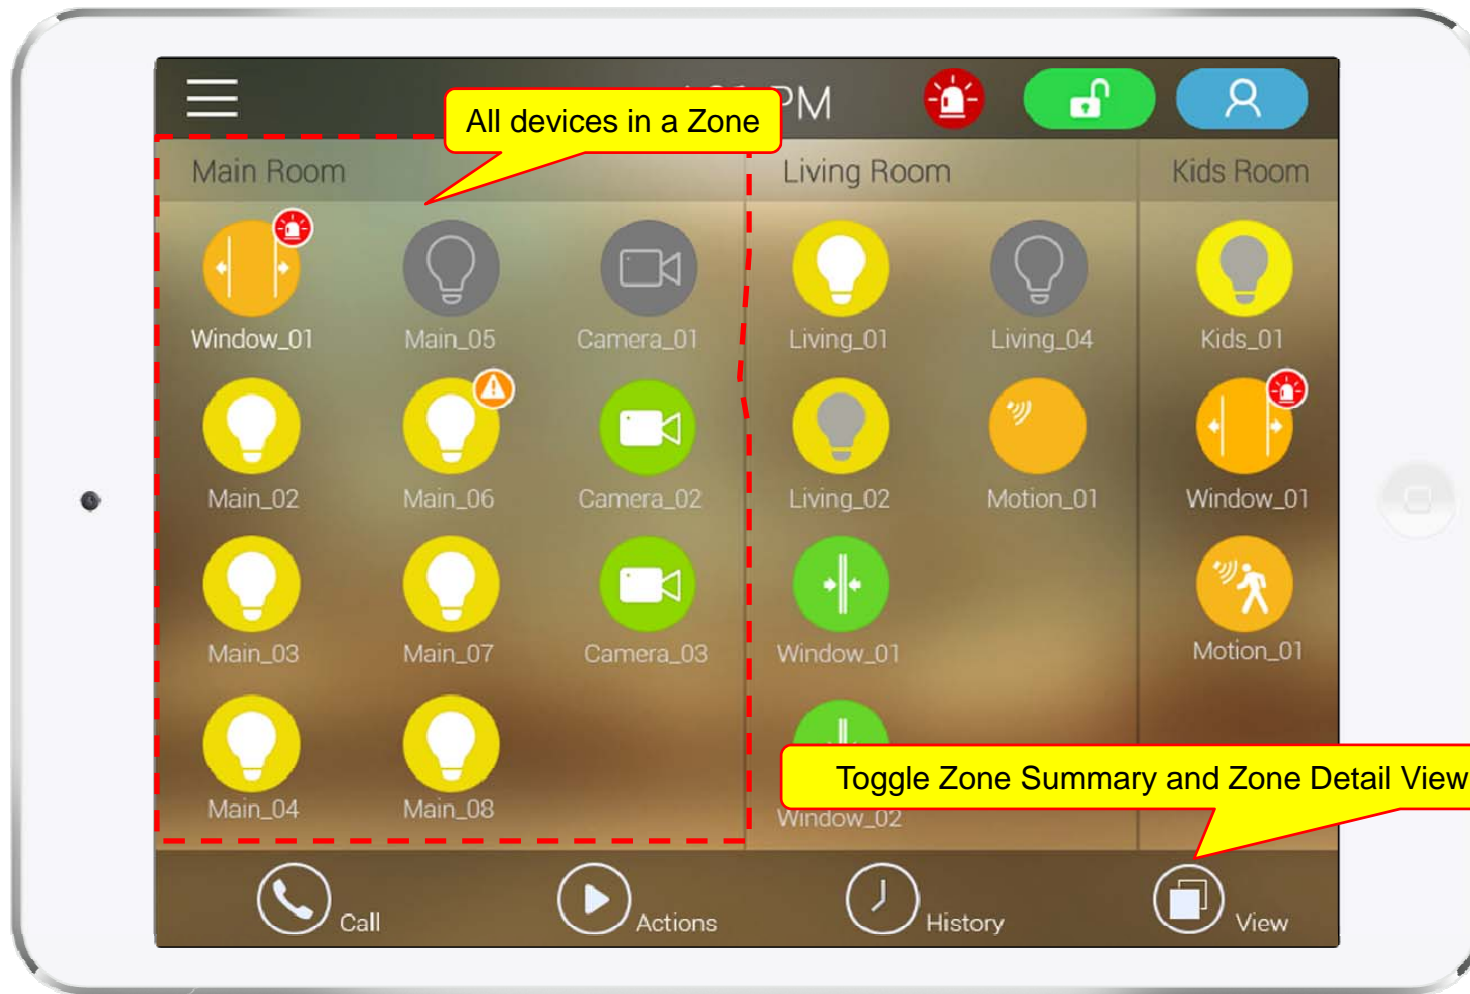 PM
All devices in a Zone
Main Room
Living Room
Kids Room
Window_01
Main_05
Camera_01
Living_01
Living_04
Kids_01
Main_02
Main_06
Camera_02
Living_02
Motion_01
Window_01
Main_03
Main_07
Camera_03
Window_01
Motion_01
Main_04
Main_08
Window_02
Toggle Zone Summary and Zone Detail View
Call
Actions
History
View